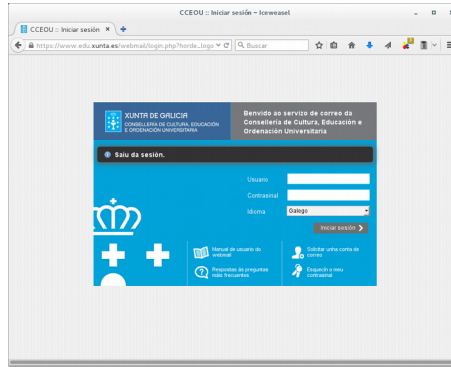 CCEOU :: Iniciar sesión – Iceweasel
CCEOU :: Iniciar sesión
https://www.edu.xunta.es/webmail/login.php?horde_logo
Buscar
XUNTA DE GALICIA
CONSELLERÍA DE CULTURA, EDUCACIÓN
E ORDENACIÓN UNIVERSITARIA
Benvido ao
servizo de correo da
Consellería
de Cultura, Educación e
Ordenación
Universitaria
Saíu da sesión.
Usuario
Contrasinal
Idioma
Galego
Iniciar sesión
Manual de usuario do
webmail
Solicitar unha conta de
correo
Respostas ás preguntas
máis frecuentes
Esquecín o meu
contrasinal